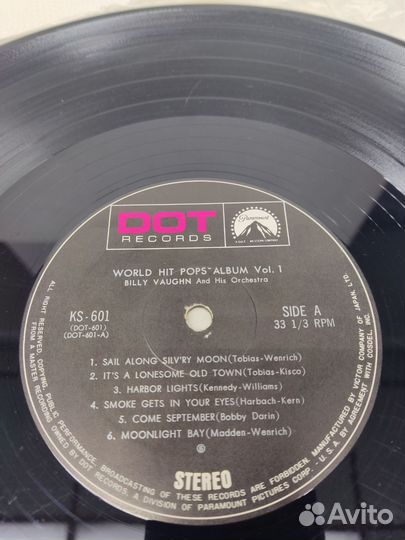 DOT
RECORDS
Paramount
WORLD HIT POPS ALBUM Vol. 1
BILLY VAUGHN And His Orchestra
KS-601
(DOT-601)
(DOT-601-A)
SIDE A
33 1/3 RPM
1. SAIL ALONG SILV'RY MOON (Tobias-Wenrich)
2. IT'S A LONESOME OLD TOWN (Tobias-Kisco)
3. HARBOR LIGHTS (Kennedy-Williams)
4. SMOKE GETS IN YOUR EYES (Harbach-Kern)
5. COME SEPTEMBER (Bobby Darin)
6. MOONLIGHT BAY (Madden-Wenrich)
STEREO
ALL RIGHT RESERVED. COPYING, PUBLIC PERFORMANCE, BROADCASTING OF THESE RECORDS ARE FORBIDDEN. MANUFACTURED BY VICTOR COMPANY OF JAPAN, LTD.
FROM A MASTER RECORDING OWNED BY DOT RECORDS, A DIVISION OF PARAMOUNT PICTURES CORP. - U.S.A. BY AGREEMENT WITH COSDEL, INC.
Avito